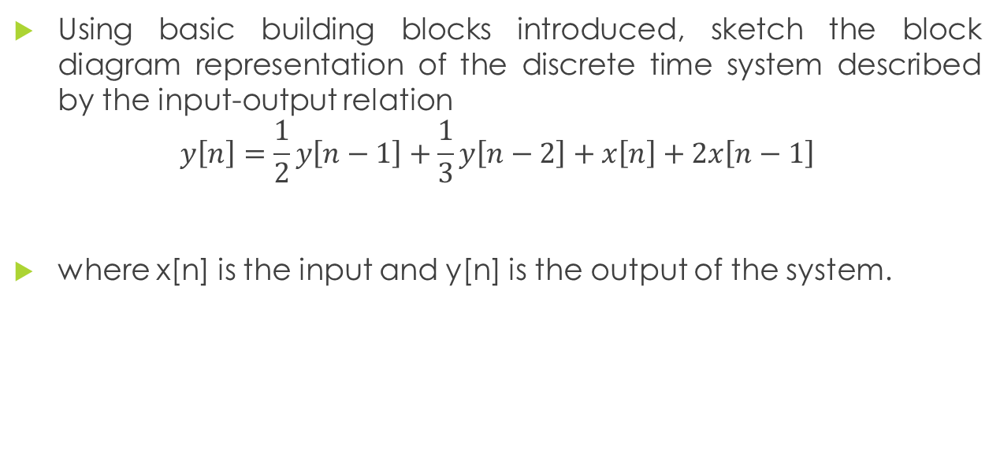 Using basic building blocks introduced, sketch the block
diagram representation of the discrete time system described
by the input-output relation
y[n] = 1/2 y[n − 1] + 1/3 y[n − 2] + x[n] + 2x[n − 1]
where x[n] is the input and y[n] is the output of the system.